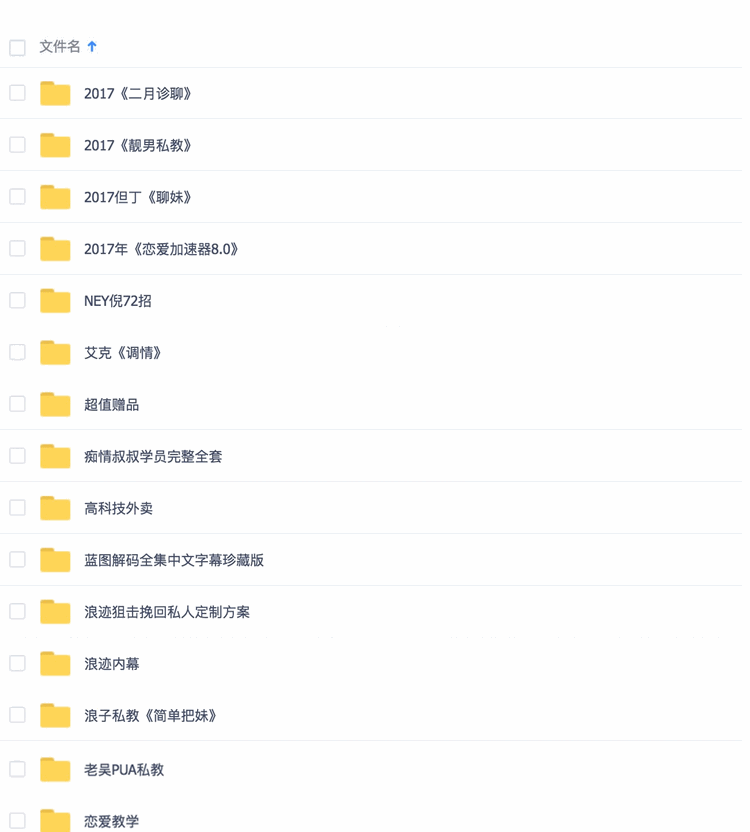 文件名
2017《二月诊聊》
2017《靓男私教》
2017但丁《聊妹》
2017年《恋爱加速器8.0》
NEY倪72招
艾克《调情》
超值赠品
痴情叔叔学员完整全套
高科技外卖
蓝图解码全集中文字幕珍藏版
浪迹狙击挽回私人定制方案
浪迹内幕
浪子私教《简单把妹》
老吴PUA私教
恋爱教学